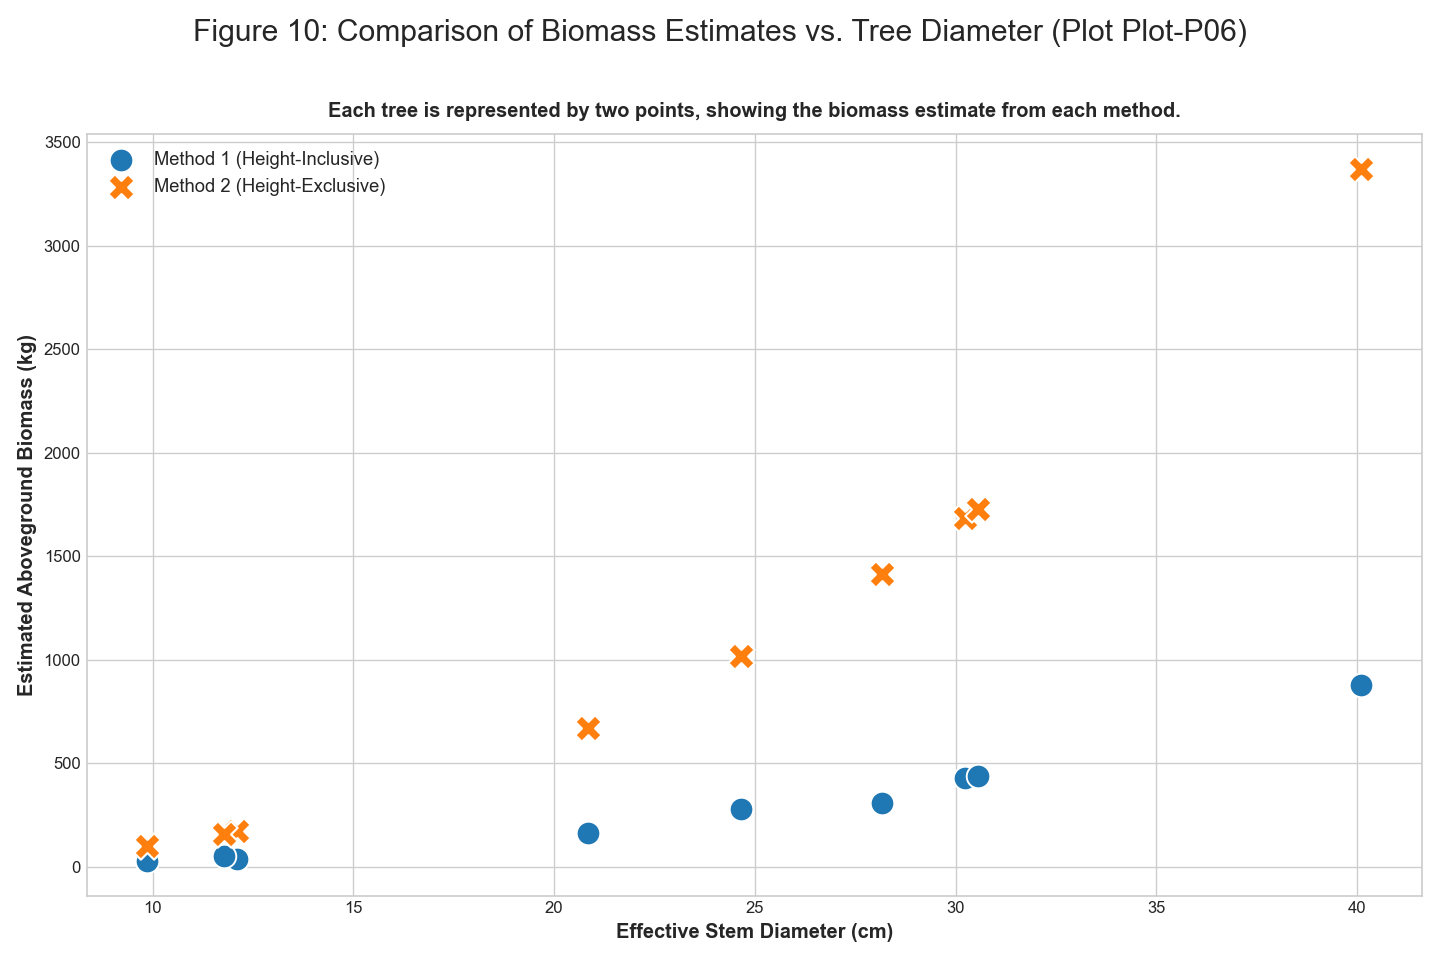 Figure 10: Comparison of Biomass Estimates vs. Tree Diameter (Plot Plot-P06)
Each tree is represented by two points, showing the biomass estimate from each method.
Method 1 (Height-Inclusive)
Method 2 (Height-Exclusive)
Estimated Aboveground Biomass (kg)
3500
3000
2500
2000
1500
1000
500
0
10
15
20
25
30
35
40
Effective Stem Diameter (cm)